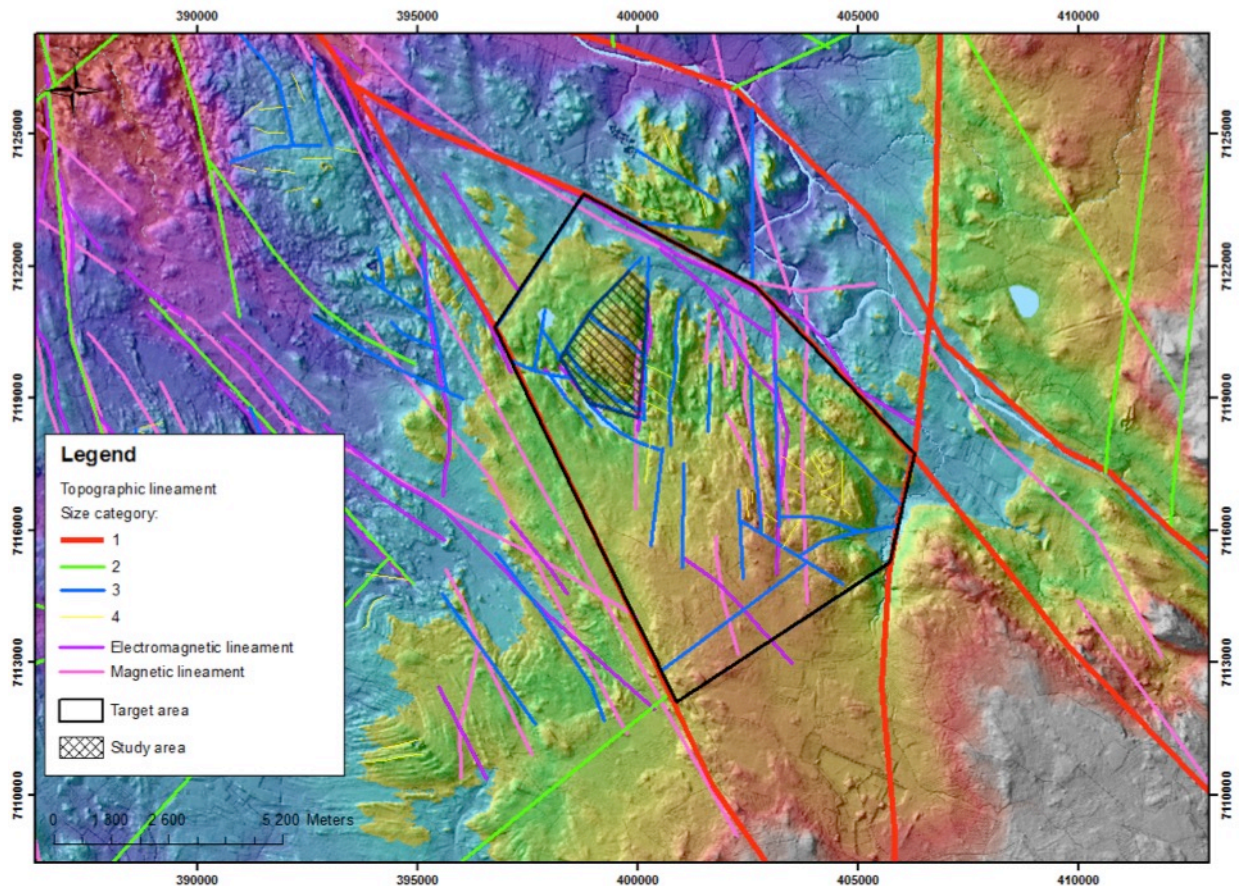 390000 395000 400000 405000 410000
7125000 7125000
7122000 7122000
7119000 7119000
Legend
Topographic lineament
Size category:
1
2
3
4
Electromagnetic lineament
Magnetic lineament
Target area
Study area
7116000 7116000
7113000 7113000
7110000 7110000
0 1 300 2 600 5 200 Meters
390000 395000 400000 405000 410000